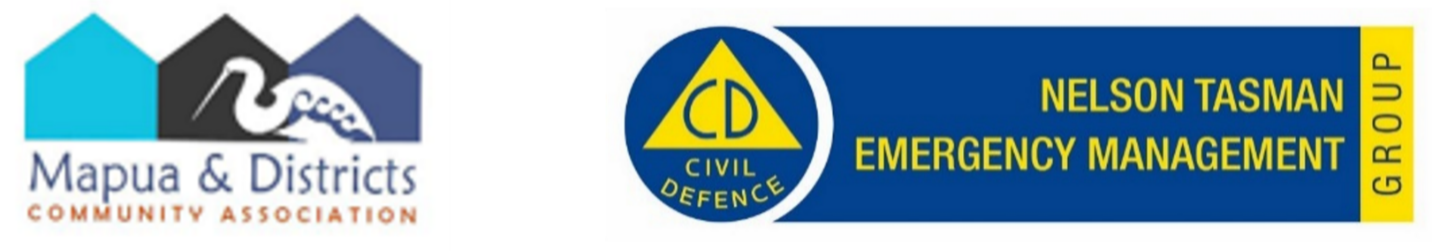 Mapua & Districts
COMMUNITY ASSOCIATION
CD
CIVIL
DEFENCE
NELSON TASMAN
EMERGENCY MANAGEMENT
GROUP